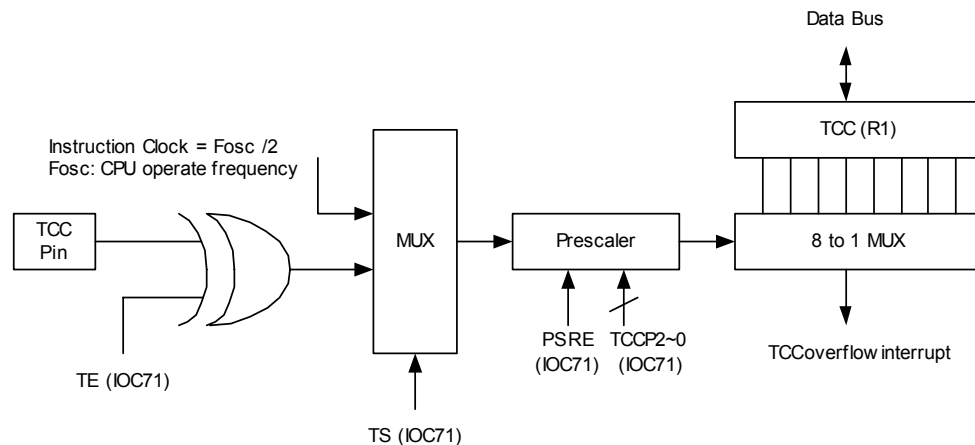 Data Bus
TCC (R1)
Instruction Clock = Fosc /2
Fosc: CPU operate frequency
TCC
Pin
MUX
Prescaler
8 to 1 MUX
PSRE
(IOC71)
TCCP2~0
(IOC71)
TCCoverflow interrupt
TE (IOC71)
TS (IOC71)